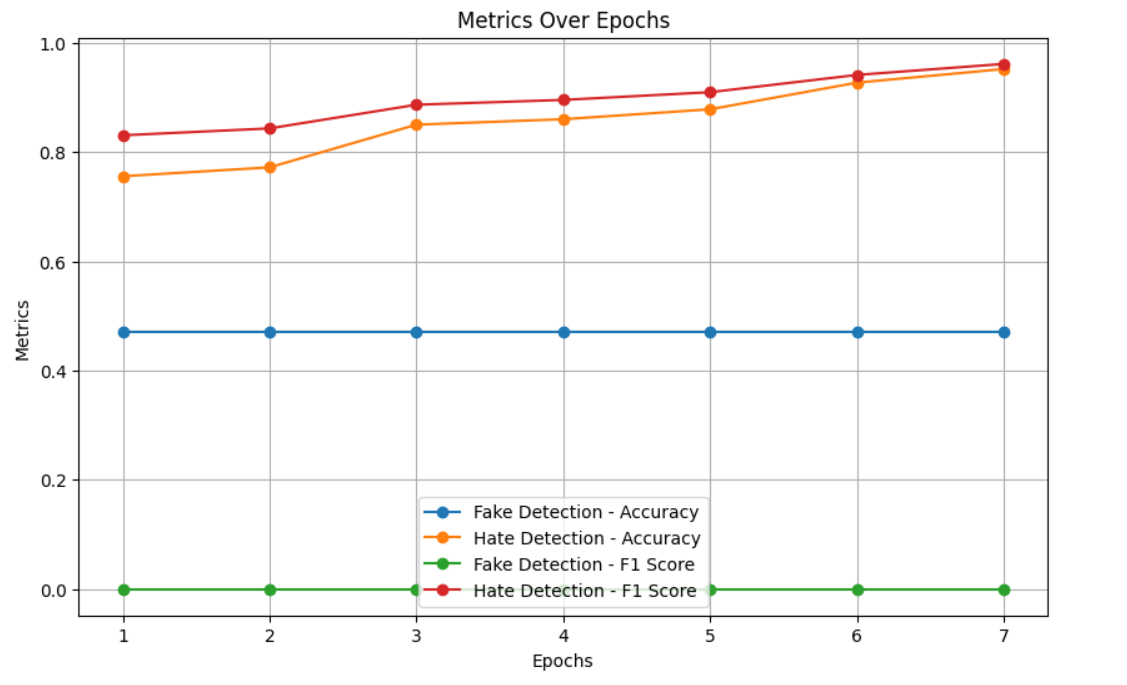 Metrics Over Epochs
1.0
0.8
0.6
0.4
0.2
0.0
Metrics
Fake Detection - Accuracy
Hate Detection - Accuracy
Fake Detection - F1 Score
Hate Detection - F1 Score
1 2 3 4 5 6 7
Epochs